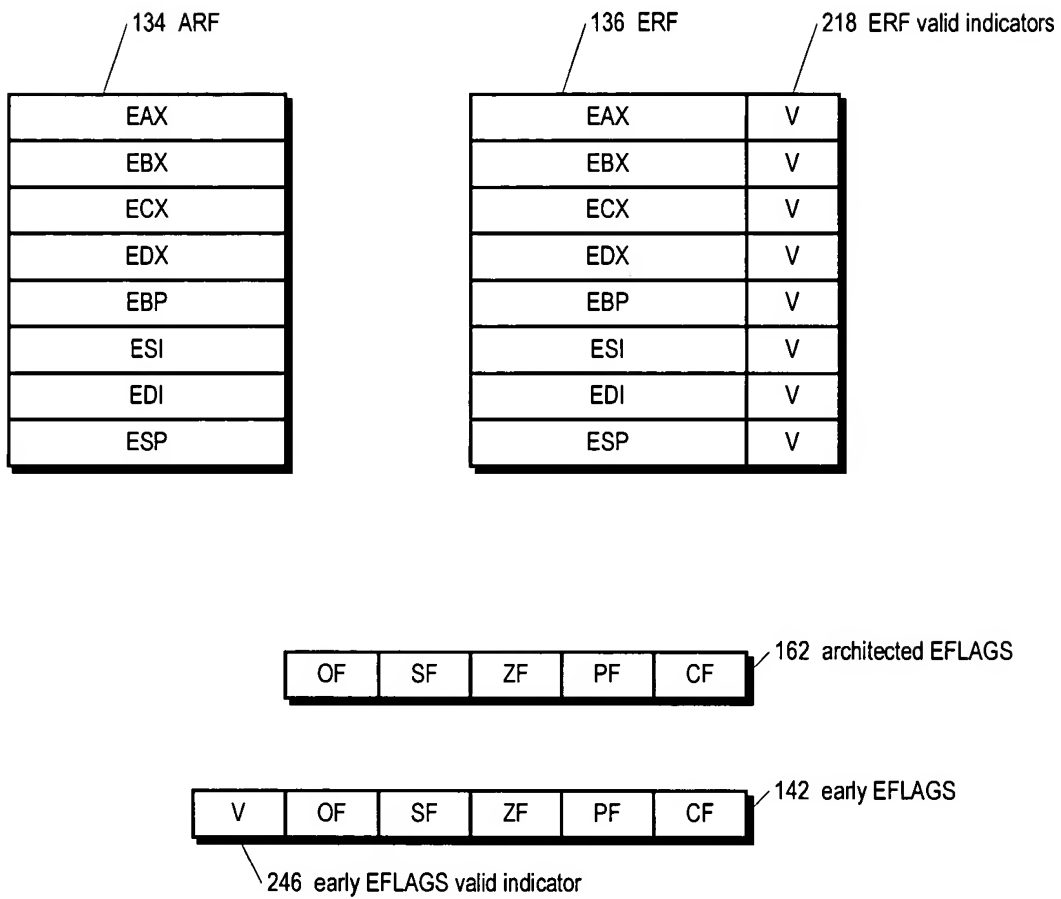 134 ARF
136 ERF
218 ERF valid indicators
EAX
EBX
ECX
EDX
EBP
ESI
EDI
ESP
EAX V
EBX V
ECX V
EDX V
EBP V
ESI V
EDI V
ESP V
OF SF ZF PF CF
162 architected EFLAGS
V OF SF ZF PF CF
142 early EFLAGS
246 early EFLAGS valid indicator